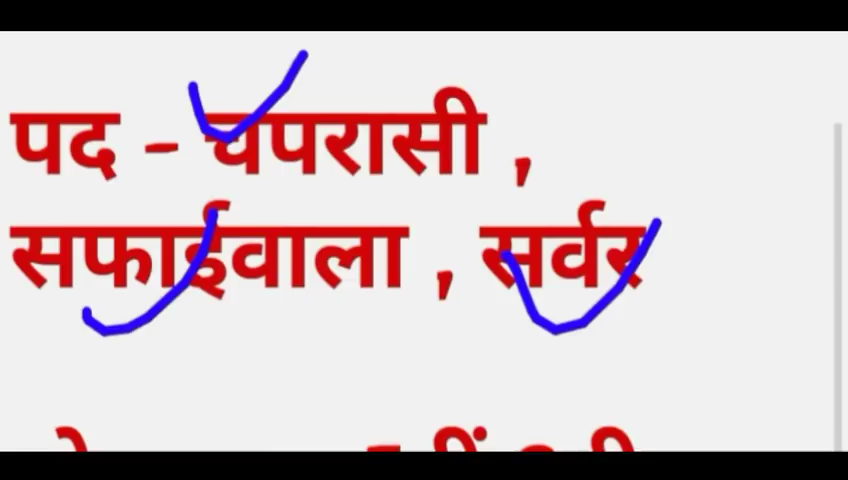 पद - चपरासी ,
सफाईवाला , सर्वर